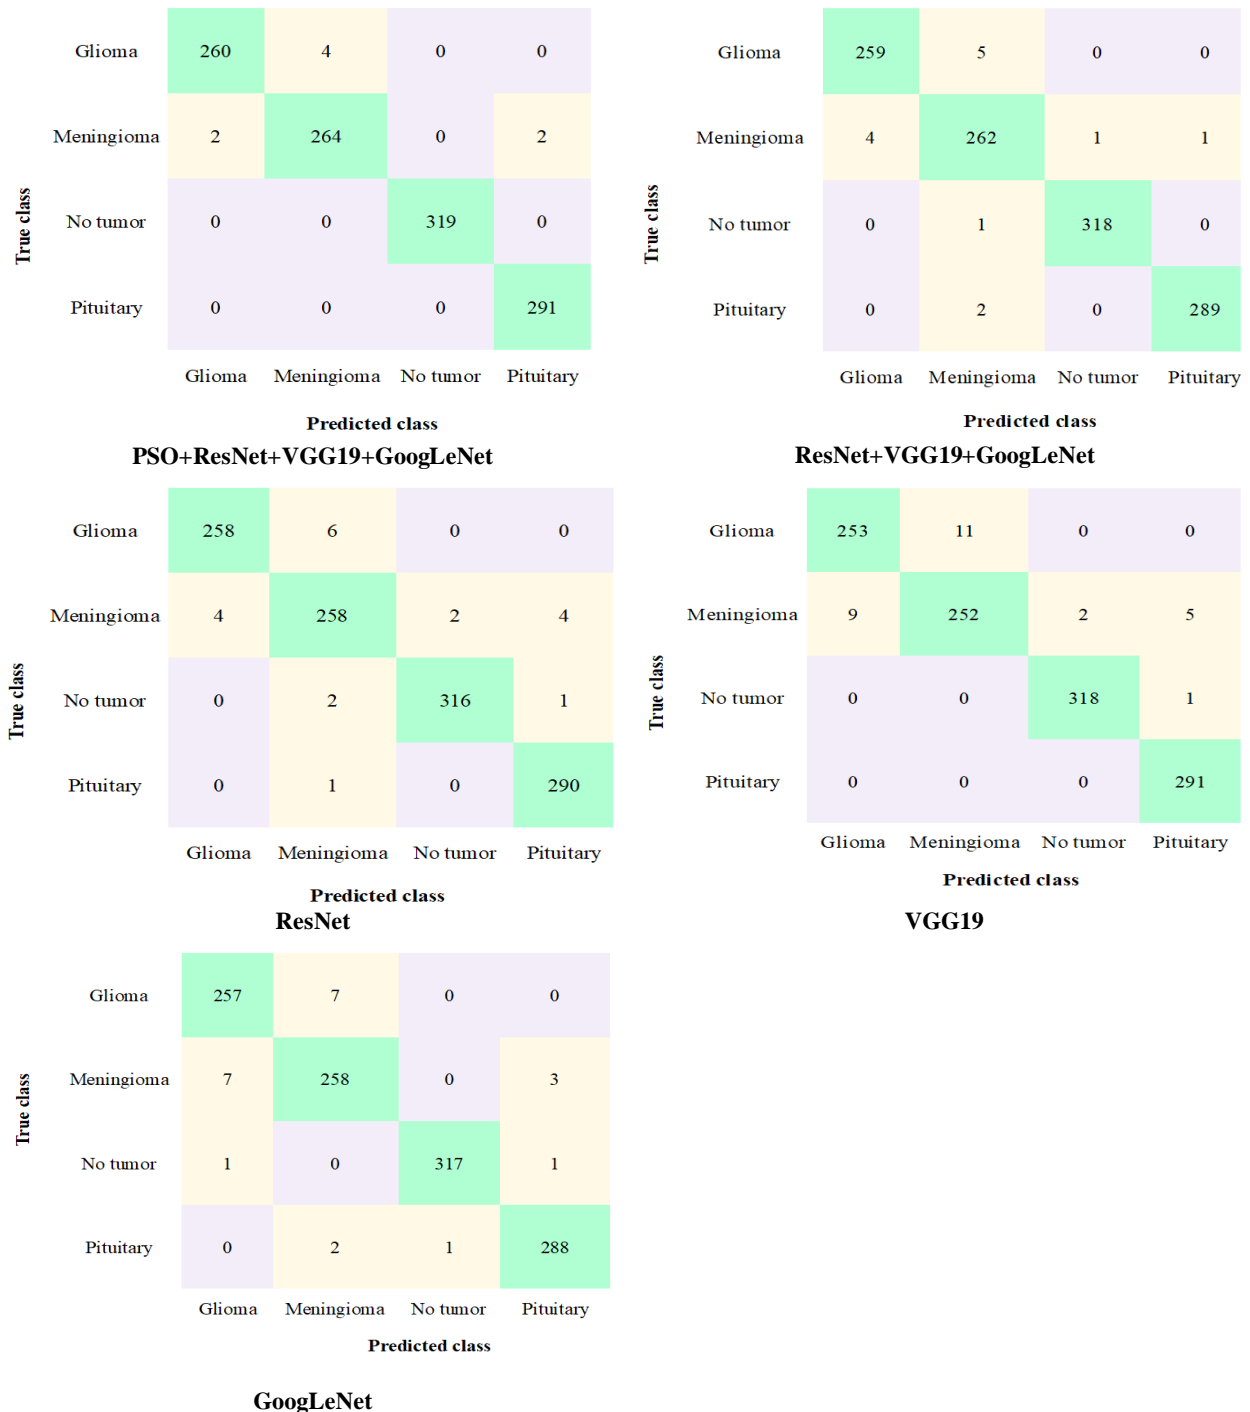 Glioma 260 4 0 0
Meningioma 2 264 0 2
No tumor 0 0 319 0
Pituitary 0 0 0 291
True class
Glioma Meningioma No tumor Pituitary
Predicted class
PSO+ResNet+VGG19+GoogLeNet
Glioma 259 5 0 0
Meningioma 4 262 1 1
No tumor 0 1 318 0
Pituitary 0 2 0 289
True class
Glioma Meningioma No tumor Pituitary
Predicted class
ResNet+VGG19+GoogLeNet
Glioma 258 6 0 0
Meningioma 4 258 2 4
No tumor 0 2 316 1
Pituitary 0 1 0 290
True class
Glioma Meningioma No tumor Pituitary
Predicted class
ResNet
Glioma 253 11 0 0
Meningioma 9 252 2 5
No tumor 0 0 318 1
Pituitary 0 0 0 291
True class
Glioma Meningioma No tumor Pituitary
Predicted class
VGG19
Glioma 257 7 0 0
Meningioma 7 258 0 3
No tumor 1 0 317 1
Pituitary 0 2 1 288
True class
Glioma Meningioma No tumor Pituitary
Predicted class
GoogLeNet